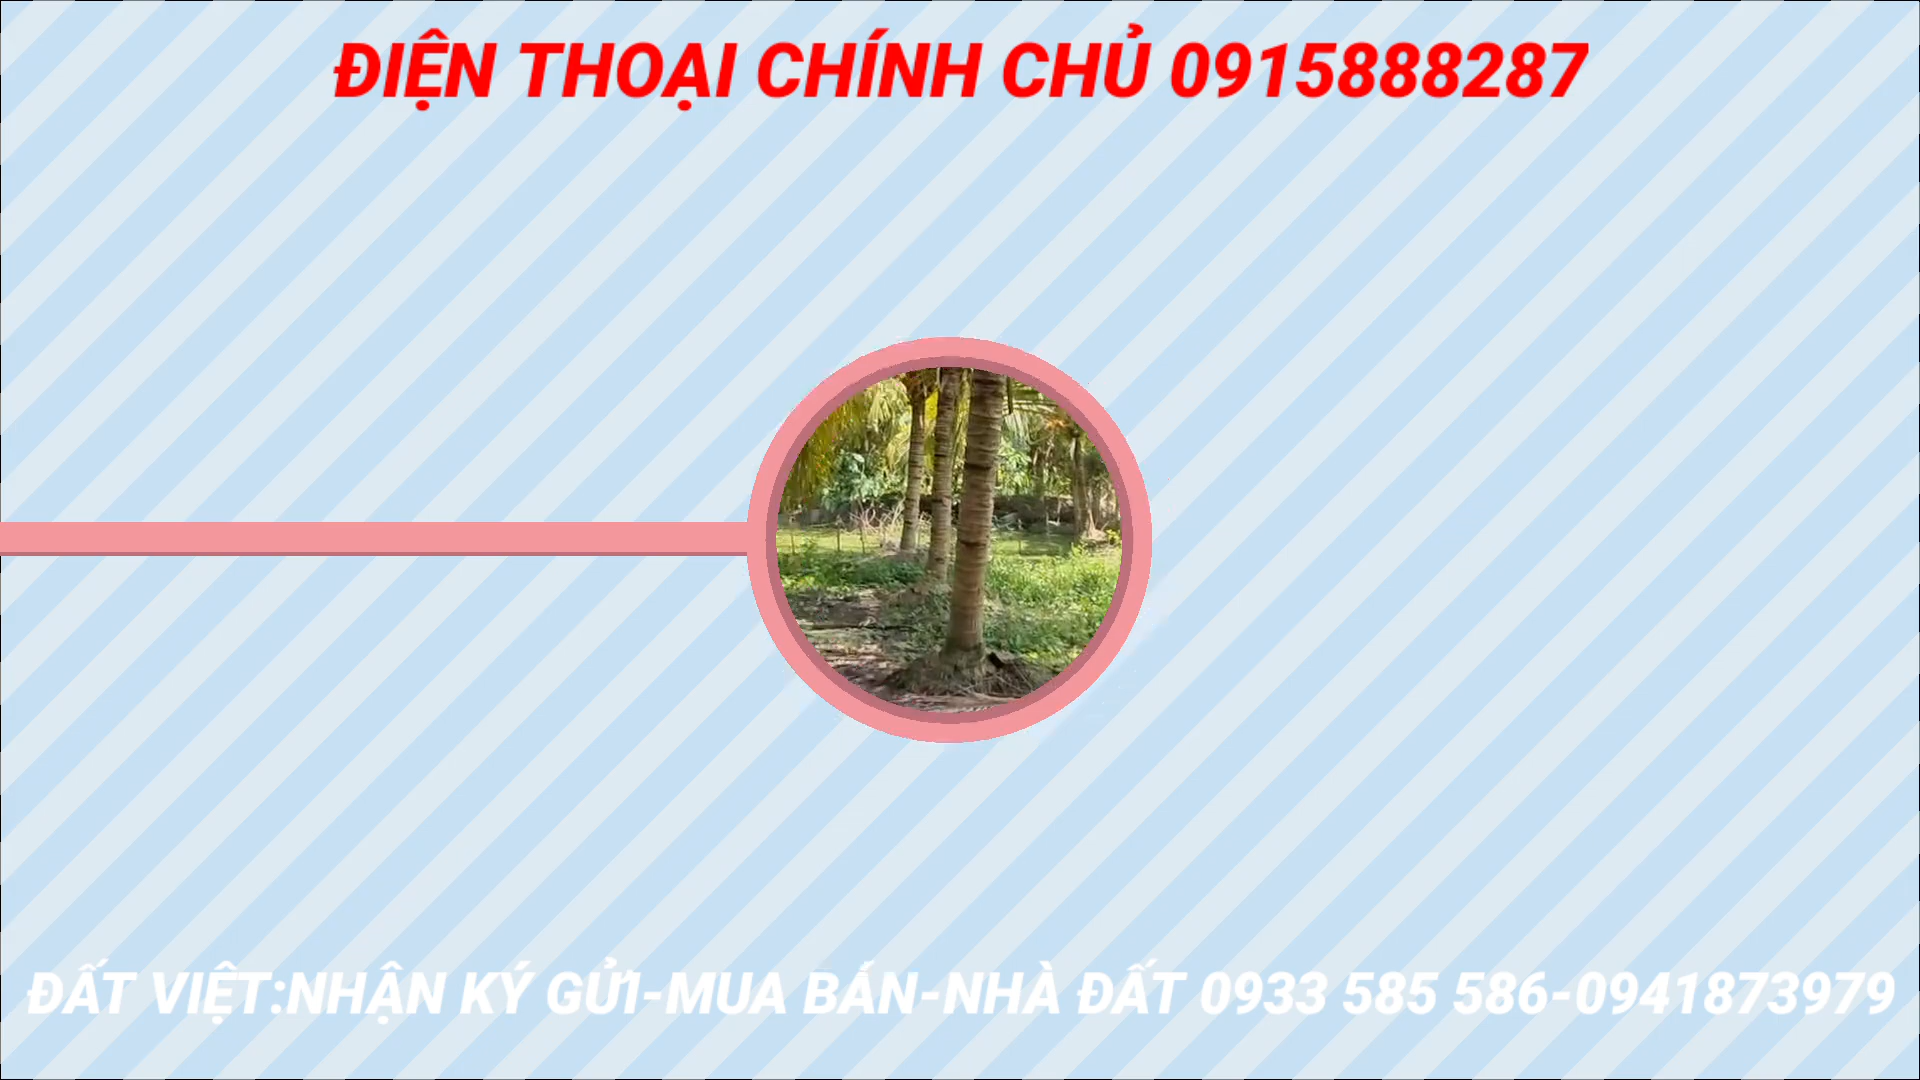 ĐIỆN THOẠI CHÍNH CHỦ 0915888287
ĐẤT VIỆT:NHẬN KÝ GỬI-MUA BÁN-NHÀ ĐẤT 0933 585 586-0941873979